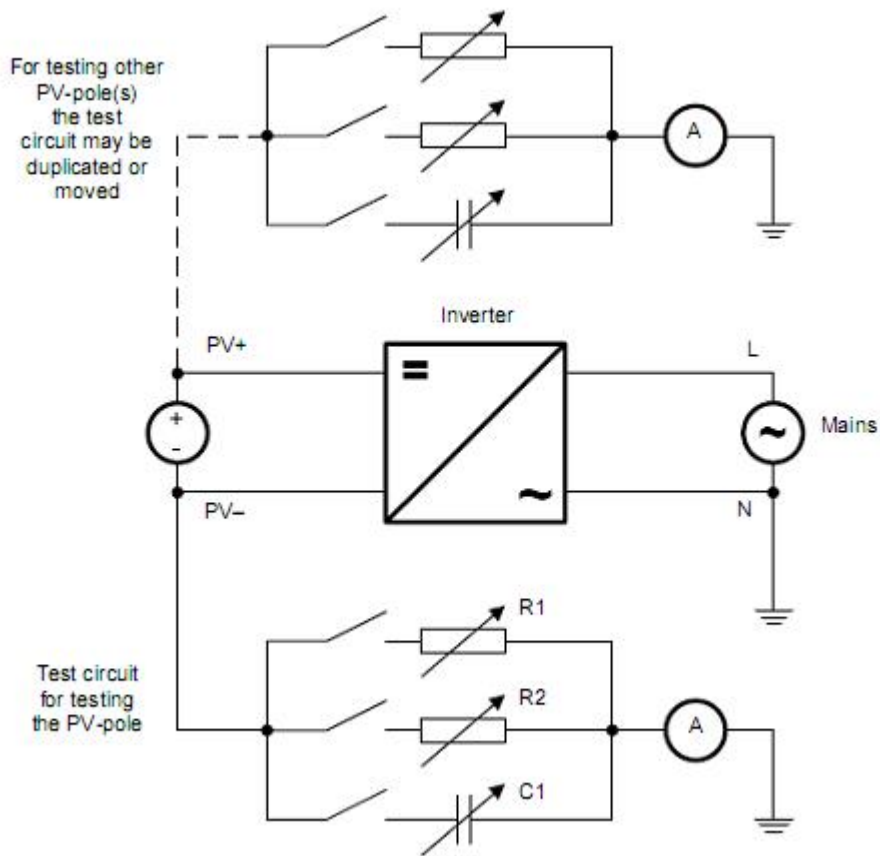 For testing other
PV-pole(s)
the test
circuit may be
duplicated or
moved
A
Inverter
PV+
L
=
+
-
~
Mains
~
PV–
N
R1
Test circuit
for testing
the PV-pole
R2
A
C1